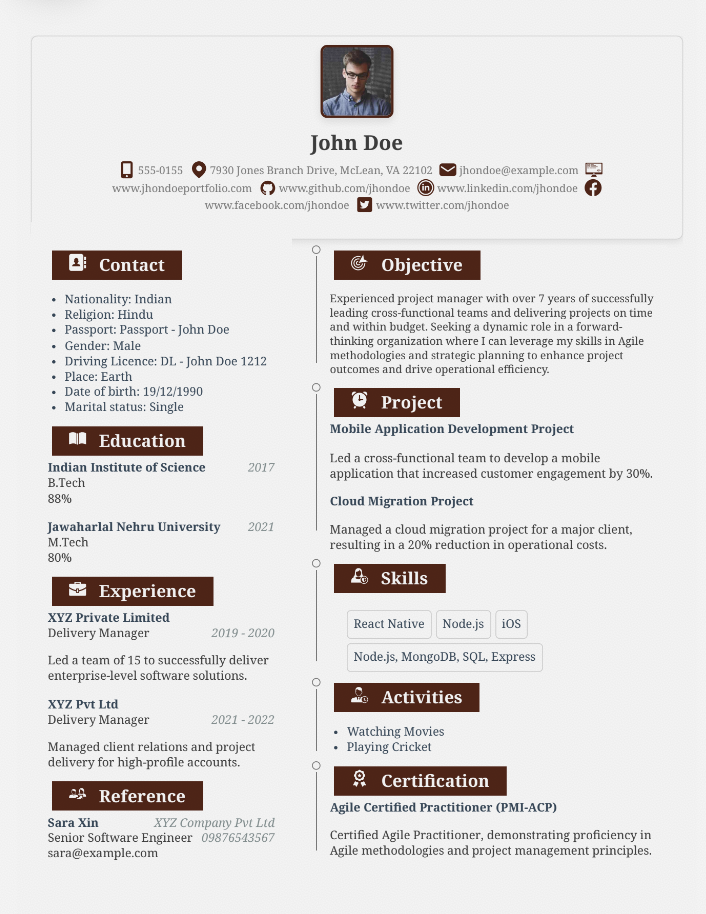 John Doe
555-0155 7930 Jones Branch Drive, McLean, VA 22102 jhondoe@example.com
www.jhondoeportfolio.com www.github.com/jhondoe www.linkedin.com/jhondoe
www.facebook.com/jhondoe www.twitter.com/jhondoe
Contact
• Nationality: Indian
• Religion: Hindu
• Passport: Passport - John Doe
• Gender: Male
• Driving Licence: DL - John Doe 1212
• Place: Earth
• Date of birth: 19/12/1990
• Marital status: Single
Education
Indian Institute of Science 2017
B.Tech
88%
Jawaharlal Nehru University 2021
M.Tech
80%
Experience
XYZ Private Limited
Delivery Manager 2019 - 2020
Led a team of 15 to successfully deliver
enterprise-level software solutions.
XYZ Pvt Ltd
Delivery Manager 2021 - 2022
Managed client relations and project
delivery for high-profile accounts.
Reference
Sara Xin XYZ Company Pvt Ltd
Senior Software Engineer 09876543567
sara@example.com
Objective
Experienced project manager with over 7 years of successfully
leading cross-functional teams and delivering projects on time
and within budget. Seeking a dynamic role in a forward-
thinking organization where I can leverage my skills in Agile
methodologies and strategic planning to enhance project
outcomes and drive operational efficiency.
Project
Mobile Application Development Project
Led a cross-functional team to develop a mobile
application that increased customer engagement by 30%.
Cloud Migration Project
Managed a cloud migration project for a major client,
resulting in a 20% reduction in operational costs.
Skills
React Native Node.js iOS
Node.js, MongoDB, SQL, Express
Activities
• Watching Movies
• Playing Cricket
Certification
Agile Certified Practitioner (PMI-ACP)
Certified Agile Practitioner, demonstrating proficiency in
Agile methodologies and project management principles.